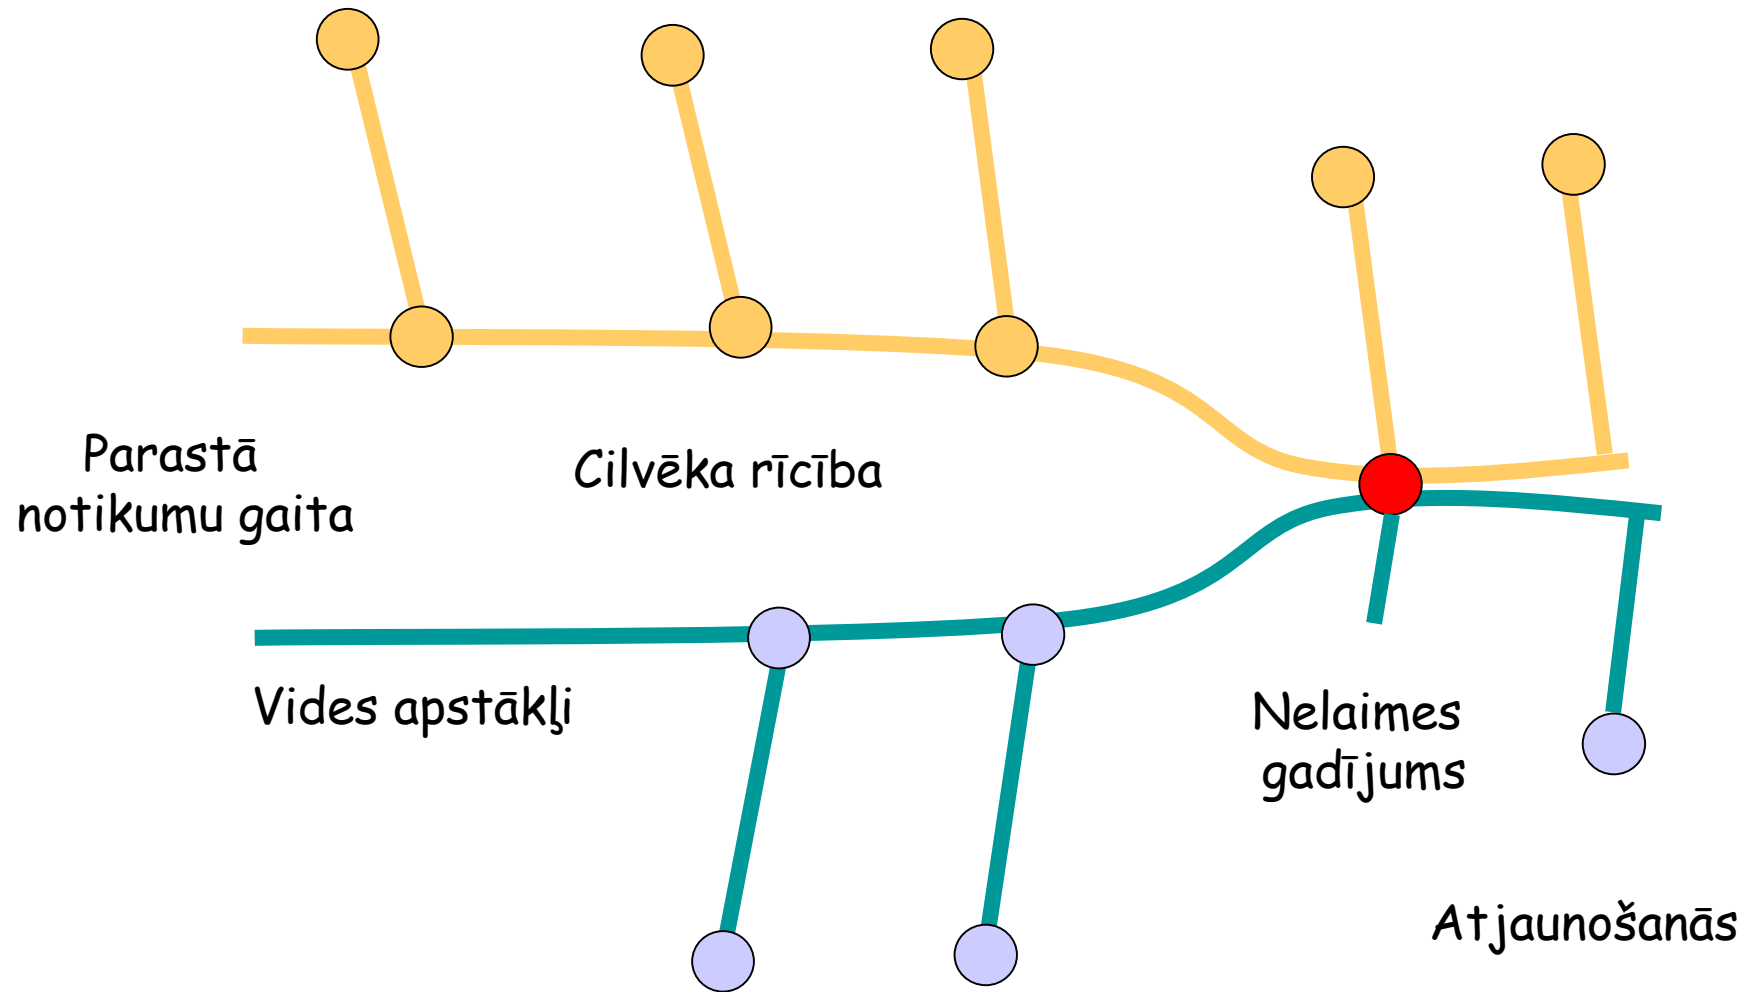 Parastā
notikumu gaita
Cilvēka rīcība
Vides apstākļi
Nelaimes
gadījums
Atjaunošanās